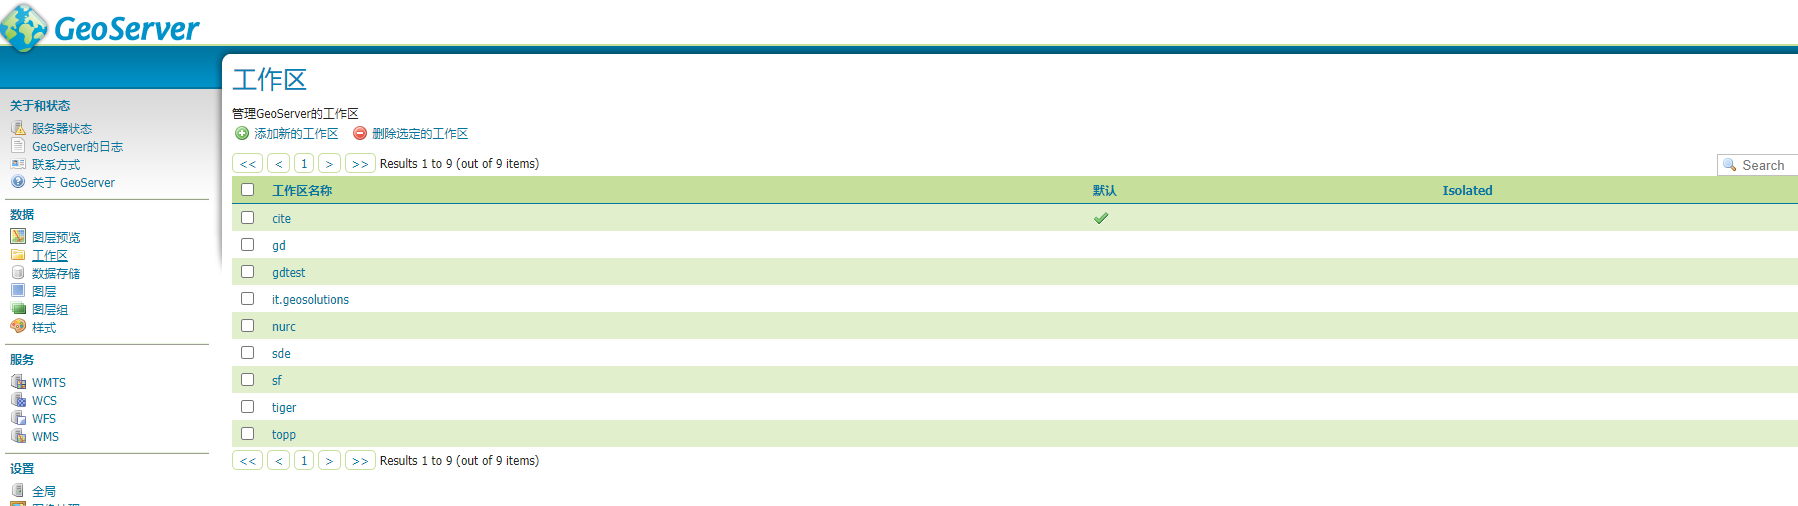 GeoServer
关于和状态
服务器状态
GeoServer的日志
联系方式
关于 GeoServer
数据
图层预览
工作区
数据存储
图层
图层组
样式
服务
WMTS
WCS
WFS
WMS
设置
全局
工作区
管理GeoServer的工作区
添加新的工作区 删除选定的工作区
<< < 1 > >> Results 1 to 9 (out of 9 items) Search
工作区名称 默认 Isolated
cite
gd
gdtest
it.geosolutions
nurc
sde
sf
tiger
topp
<< < 1 > >> Results 1 to 9 (out of 9 items)